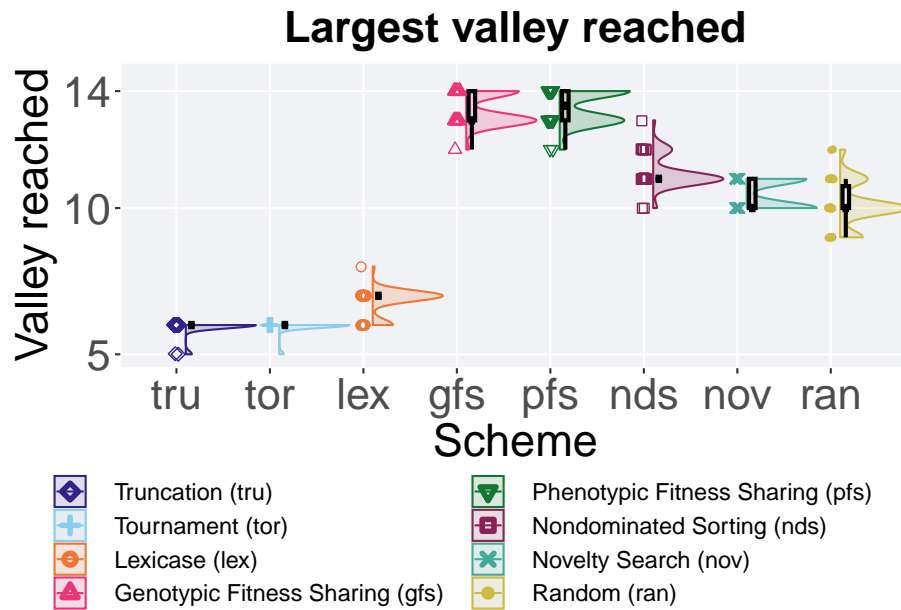 Largest valley reached
Valley reached
14
10
5
tru tor lex gfs pfs nds nov ran
Scheme
Truncation (tru)
Tournament (tor)
Lexicase (lex)
Genotypic Fitness Sharing (gfs)
Phenotypic Fitness Sharing (pfs)
Nondominated Sorting (nds)
Novelty Search (nov)
Random (ran)